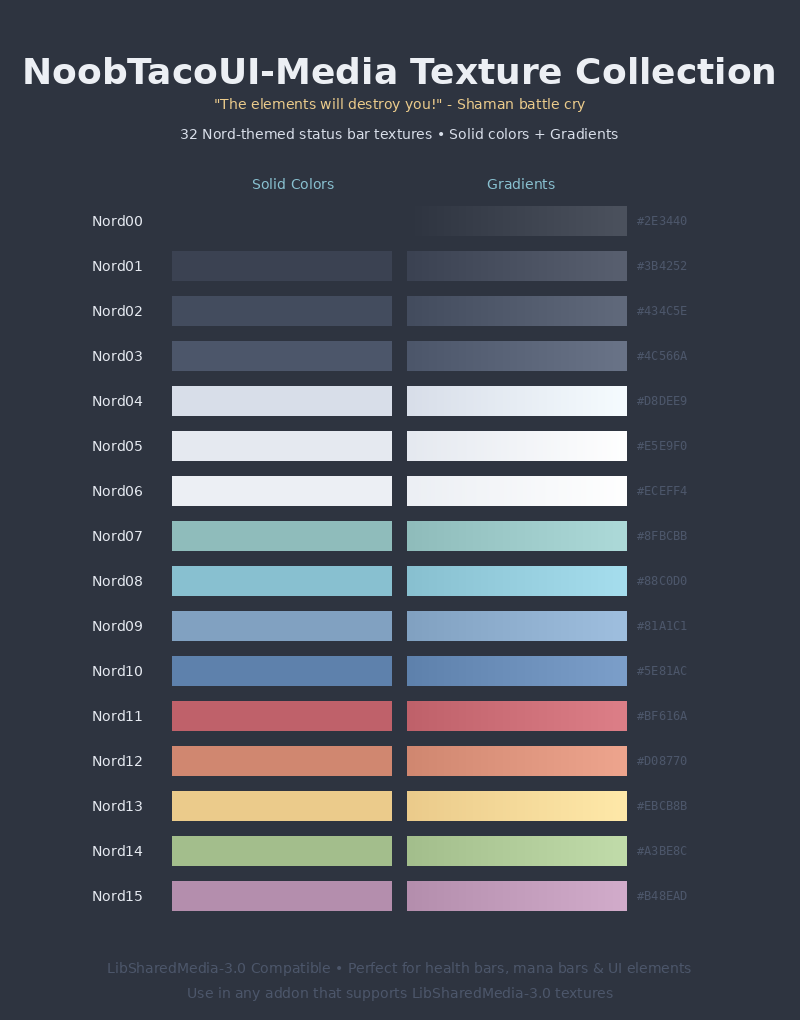 NoobTacoUI-Media Texture Collection
"The elements will destroy you!" - Shaman battle cry
32 Nord-themed status bar textures • Solid colors + Gradients
Solid Colors Gradients
Nord00 #2E3440
Nord01 #3B4252
Nord02 #434C5E
Nord03 #4C566A
Nord04 #D8DEE9
Nord05 #E5E9F0
Nord06 #ECEFF4
Nord07 #8FBCBB
Nord08 #88C0D0
Nord09 #81A1C1
Nord10 #5E81AC
Nord11 #BF616A
Nord12 #D08770
Nord13 #EBCB8B
Nord14 #A3BE8C
Nord15 #B48EAD
LibSharedMedia-3.0 Compatible • Perfect for health bars, mana bars & UI elements
Use in any addon that supports LibSharedMedia-3.0 textures